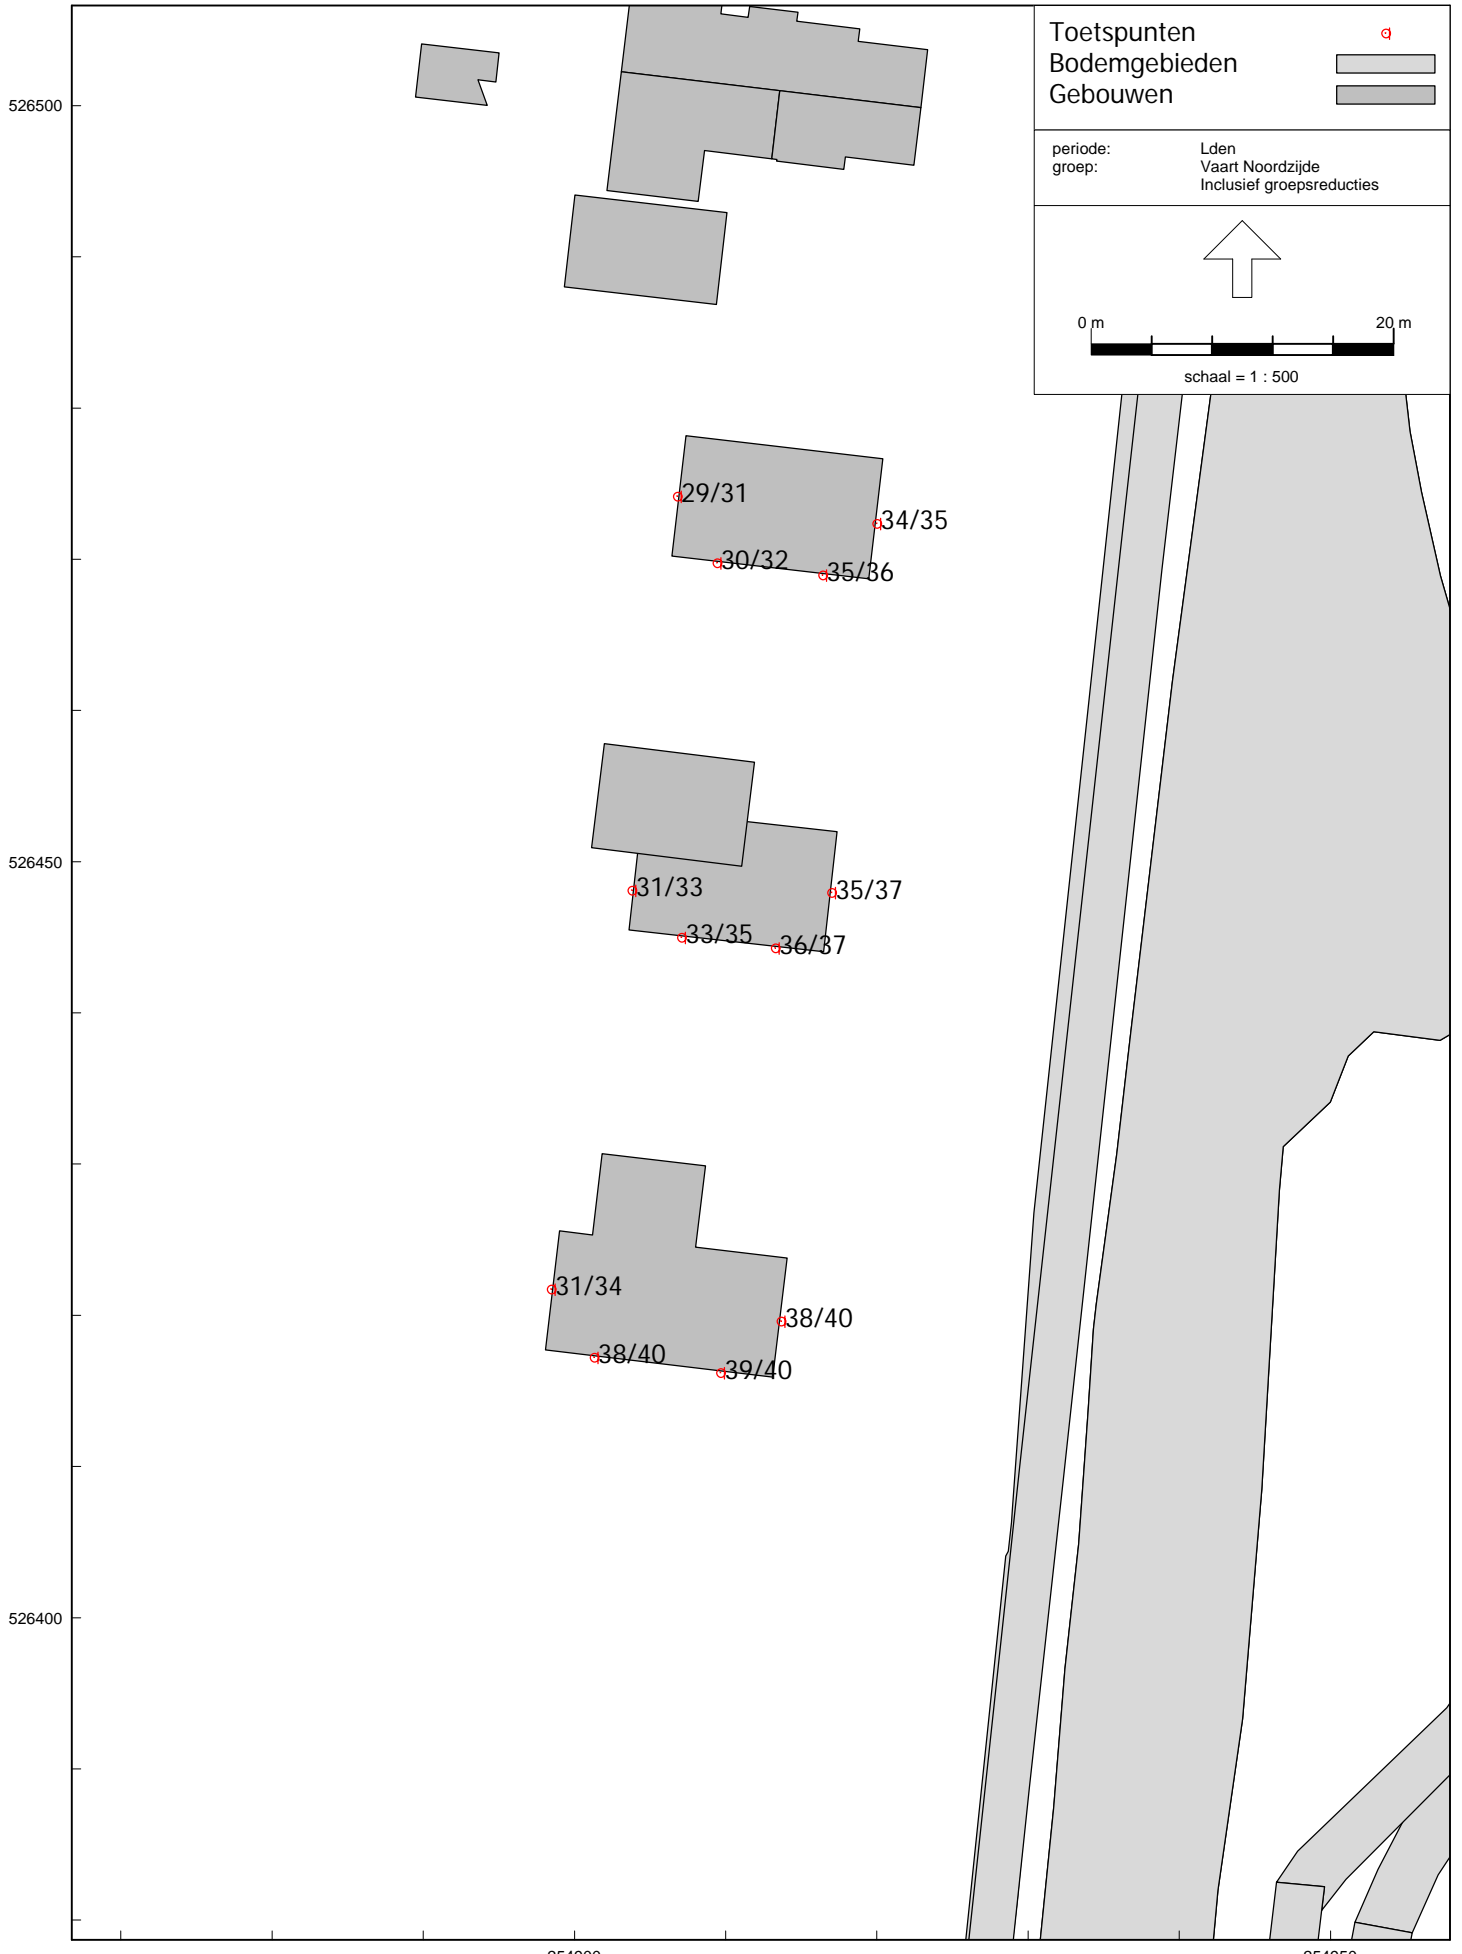 Toetspunten
Bodemgebieden
Gebouwen
periode: Lden
groep: Vaart Noordzijde
Inclusief groepsreducties
0 m 20 m
schaal = 1 : 500
526500
29/31
34/35
30/32
35/36
526450
31/33
35/37
33/35
36/37
31/34
38/40
38/40
39/40
526400